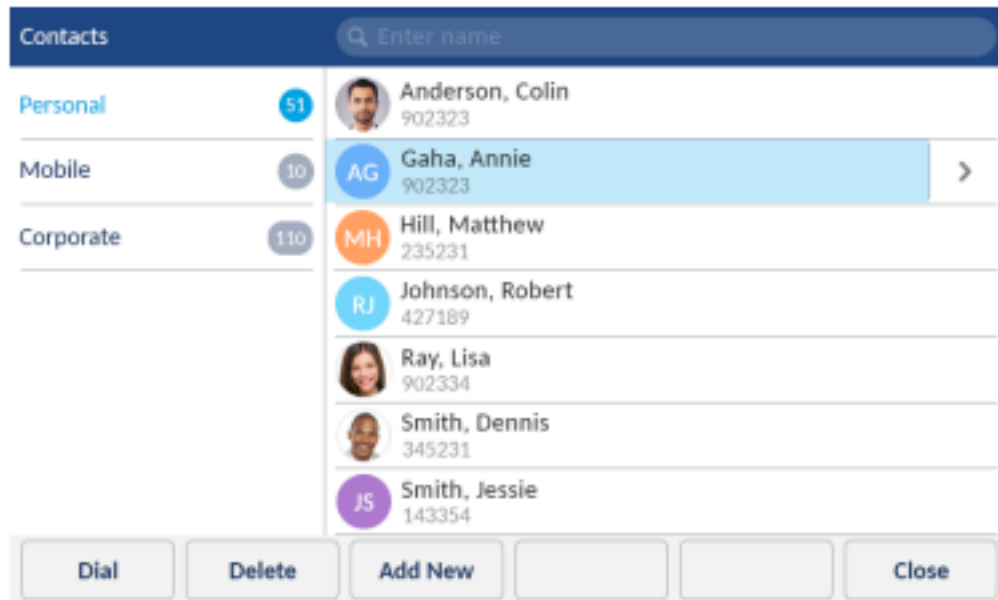 Contacts
Enter name
Personal
51
Mobile
10
Corporate
110
Anderson, Colin
902323
AG
Gaha, Annie
902323
MH
Hill, Matthew
235231
RJ
Johnson, Robert
427189
Ray, Lisa
902334
Smith, Dennis
345231
JS
Smith, Jessie
143354
Dial
Delete
Add New
Close